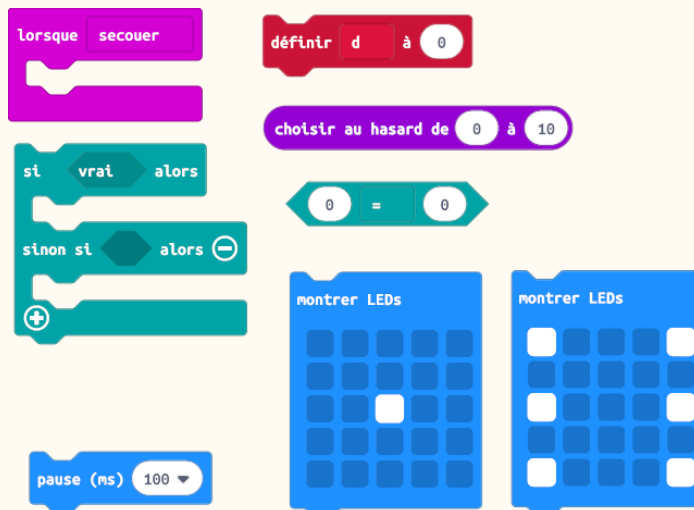 lorsque secouer
définir d à 0
choisir au hasard de 0 à 10
si vrai alors
0 = 0
sinon si alors
montrer LEDs
montrer LEDs
pause (ms) 100